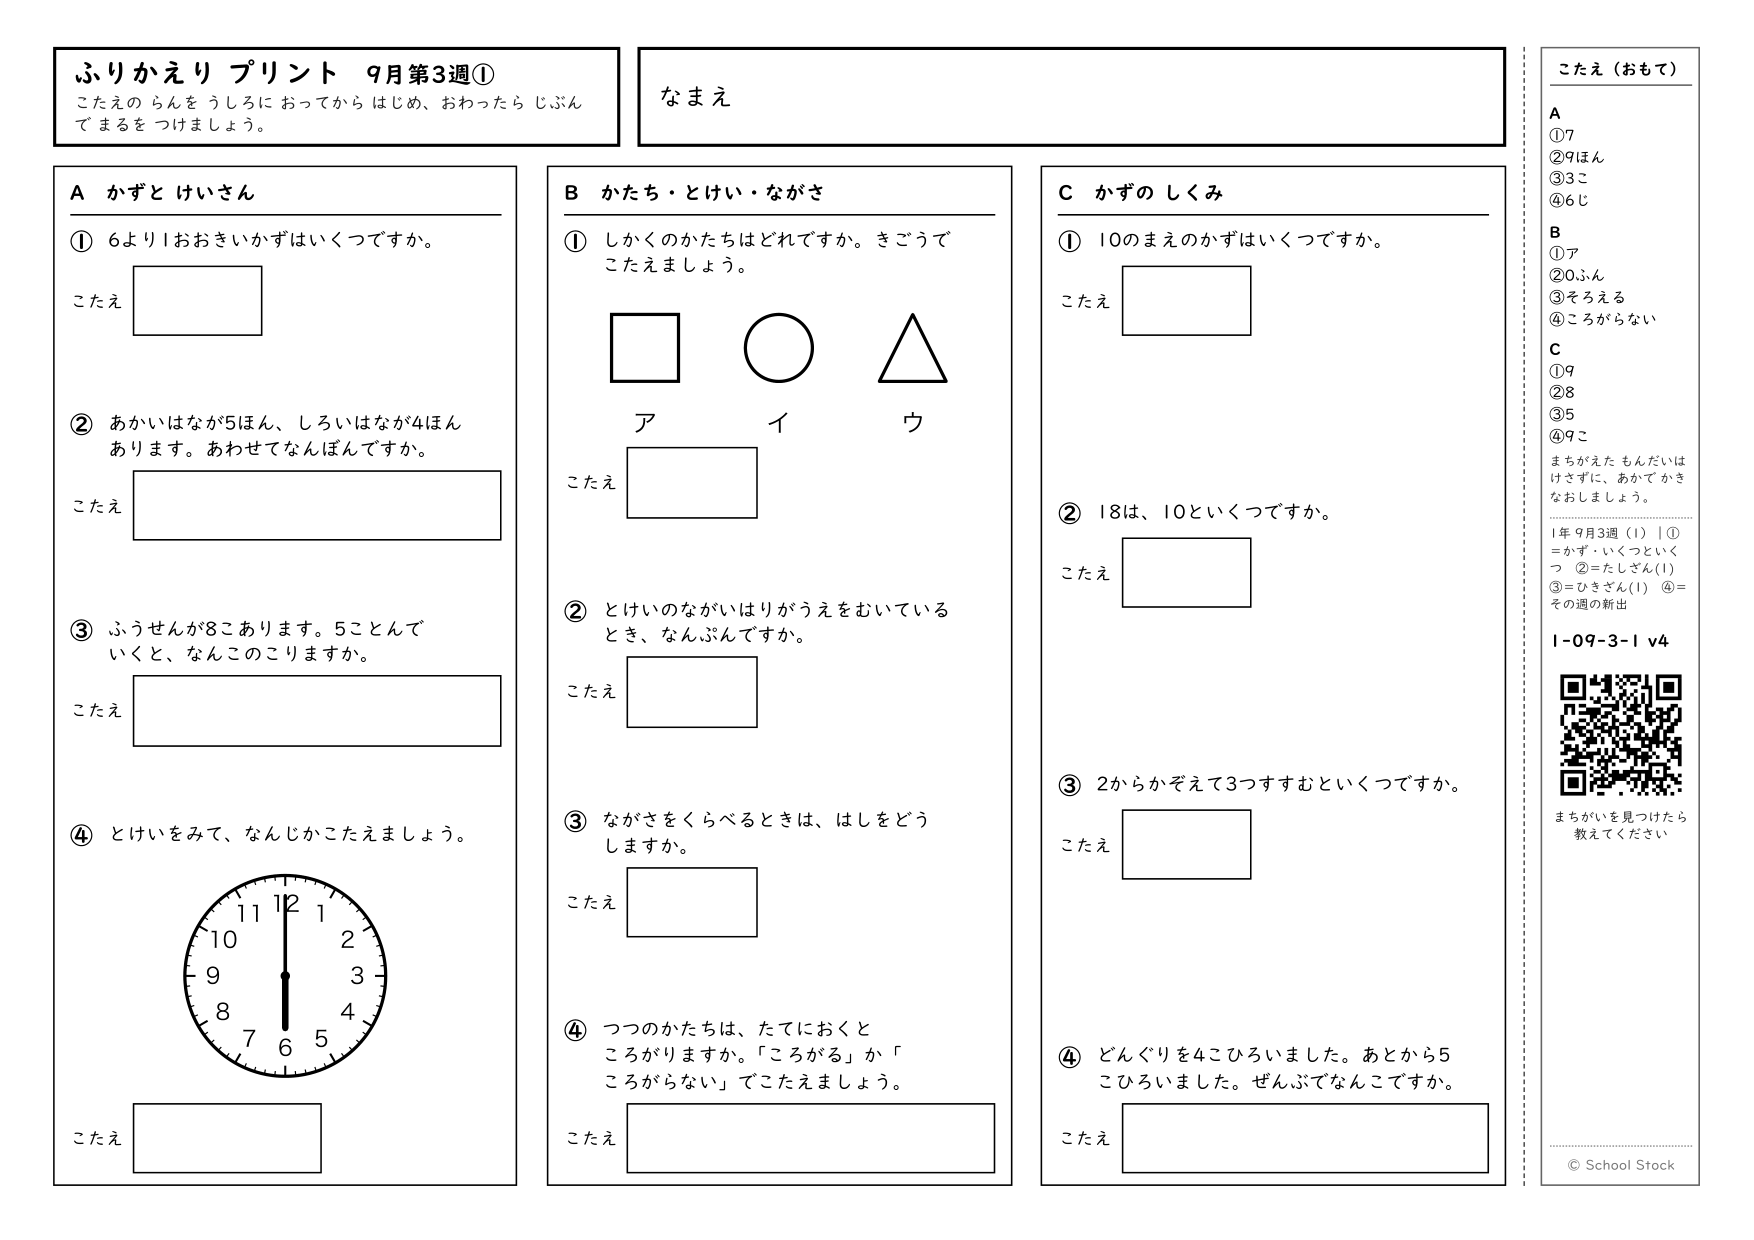 ふりかえり プリント　9月第3週①
こたえの らんを うしろに おってから はじめ、おわったら じぶん
で まるを つけましょう。
なまえ
A　かずと けいさん
① 6より1おおきいかずはいくつですか。
こたえ
② あかいはなが5ほん、しろいはなが4ほん
あります。あわせてなんぼんですか。
こたえ
③ ふうせんが8こあります。5ことんで
いくと、なんこのこりますか。
こたえ
④ とけいをみて、なんじかこたえましょう。
12
11 1
10 2
9 3
8 4
7 5
6
こたえ
B　かたち・とけい・ながさ
① しかくのかたちはどれですか。きごうで
こたえましょう。
ア イ ウ
こたえ
② とけいのながいはりがうえをむいている
とき、なんぷんですか。
こたえ
③ ながさをくらべるときは、はしをどう
しますか。
こたえ
④ つつのかたちは、たてにおくと
ころがりますか。「ころがる」か「
ころがらない」でこたえましょう。
こたえ
C　かずの しくみ
① 10のまえのかずはいくつですか。
こたえ
② 18は、10といくつですか。
こたえ
③ 2からかぞえて3つすすむといくつですか。
こたえ
④ どんぐりを4こひろいました。あとから5
こひろいました。ぜんぶでなんこですか。
こたえ
こたえ（おもて）
A
①7
②9ほん
③3こ
④6じ
B
①ア
②0ふん
③そろえる
④ころがらない
C
①9
②8
③5
④9こ
まちがえた もんだいは
けさずに、あかで かき
なおしましょう。
1年 9月3週（1）｜①
＝かず・いくつといく
つ　②＝たしざん(1)
③＝ひきざん(1)　④＝
その週の新出
1-09-3-1 v4
まちがいを見つけたら
教えてください
© School Stock